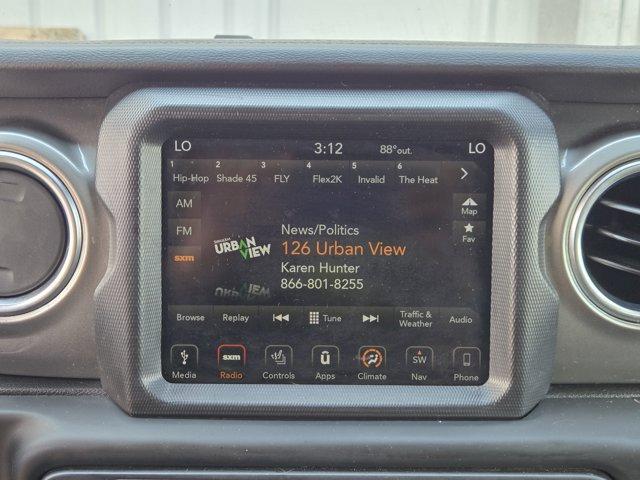 LO 3:12 88°out. LO
1 Hip-Hop 2 Shade 45 3 FLY 4 Flex2K 5 Invalid 6 The Heat
AM
Map
FM
News/Politics
Fav
URBAN VIEW
126 Urban View
sxm
Karen Hunter
866-801-8255
Browse Replay Tune Traffic & Weather Audio
sxm SW
Media Radio Controls Apps Climate Nav Phone